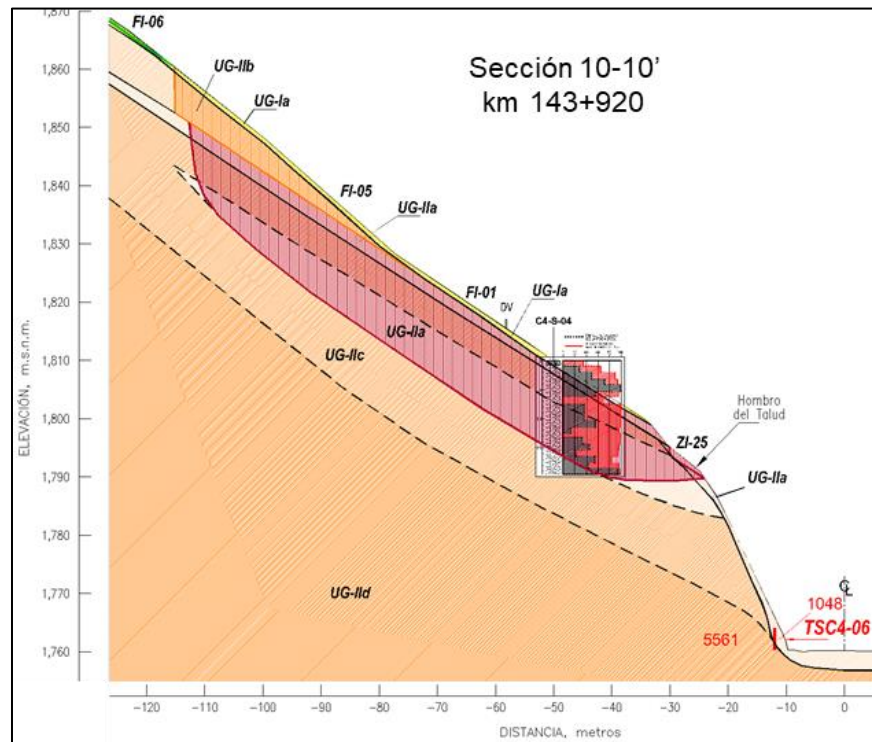 Sección 10-10’
km 143+920
FI-06
UG-IIb
UG-Ia
FI-05
UG-IIa
FI-01
DV
UG-Ia
C4-S-04
UG-IIa
UG-IIc
Hombro
del Talud
ZI-25
UG-IIa
UG-IId
1048
TSC4-06
5561
ELEVACIÓN, m.s.n.m.
1,870
1,860
1,850
1,840
1,830
1,820
1,810
1,800
1,790
1,780
1,770
1,760
-120
-110
-100
-90
-80
-70
-60
-50
-40
-30
-20
-10
0
DISTANCIA, metros